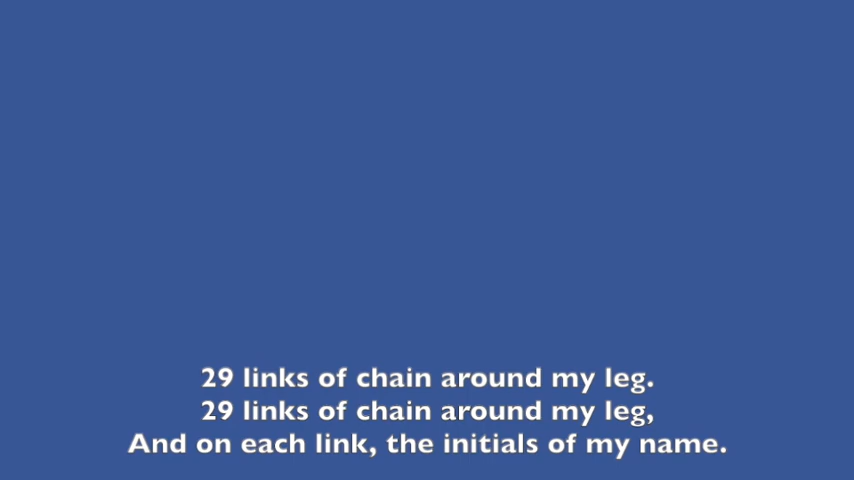 29 links of chain around my leg.
29 links of chain around my leg,
And on each link, the initials of my name.